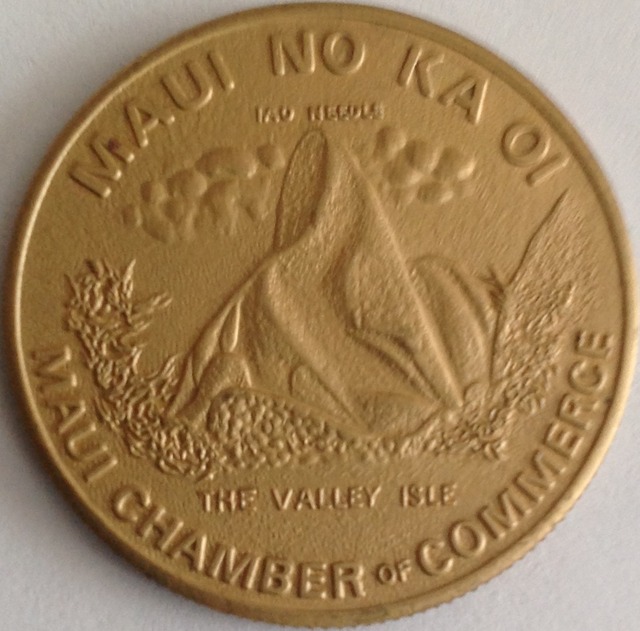 MAUI NO KA OI
IAO NEEDLE
THE VALLEY ISLE
MAUI CHAMBER OF COMMERCE